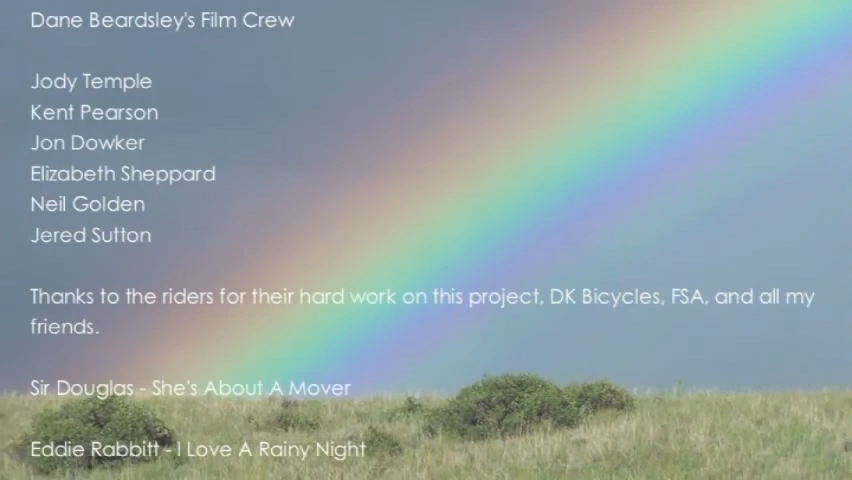 Dane Beardsley's Film Crew
Jody Temple
Kent Pearson
Jon Dowker
Elizabeth Sheppard
Neil Golden
Jered Sutton
Thanks to the riders for their hard work on this project, DK Bicycles, FSA, and all my
friends.
Sir Douglas - She's About A Mover
Eddie Rabbitt - I Love A Rainy Night